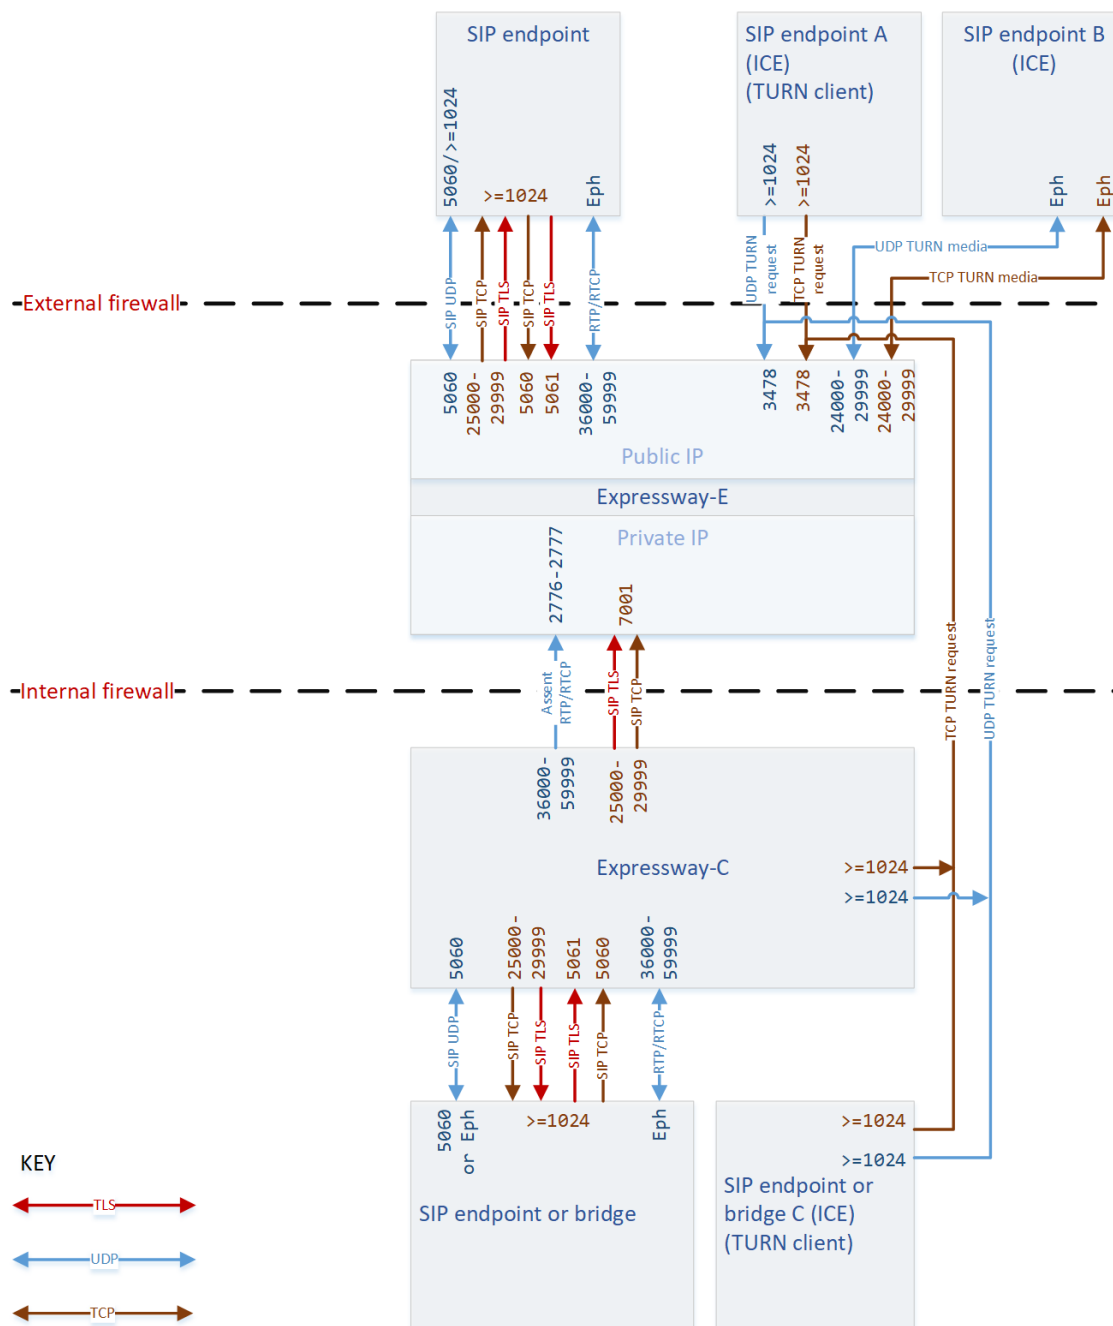 SIP endpoint
SIP endpoint A
(ICE)
(TURN client)
SIP endpoint B
(ICE)
5060/>=1024
>=1024
Eph
>=1024
>=1024
Eph
Eph
SIP UDP
SIP TCP
SIP TLS
SIP TCP
SIP TLS
RTP/RTCP
UDP TURN
request
TCP TURN
request
UDP TURN media
TCP TURN media
External firewall
5060
25000-
29999
5060
5061
36000-
59999
3478
3478
24000-
29999
24000-
29999
Public IP
Expressway-E
Private IP
2776-2777
7001
Assent
RTP/RTCP
SIP TLS
SIP TCP
TCP TURN request
UDP TURN request
Internal firewall
36000-
59999
25000-
29999
Expressway-C
>=1024
>=1024
5060
25000-
29999
5061
5060
36000-
59999
SIP UDP
SIP TCP
SIP TLS
SIP TLS
SIP TCP
RTP/RTCP
5060
or Eph
>=1024
Eph
SIP endpoint or bridge
>=1024
>=1024
SIP endpoint or
bridge C (ICE)
(TURN client)
KEY
TLS
UDP
TCP